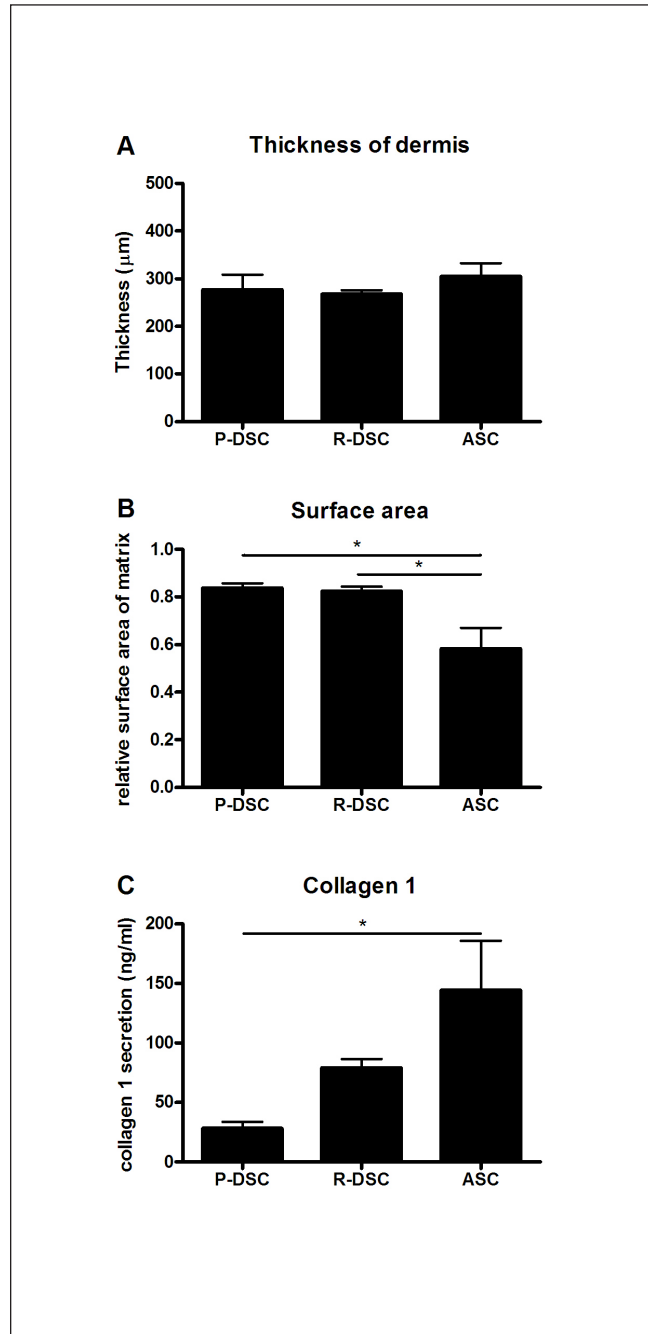 A Thickness of dermis
Thickness (μm)
500
400
300
200
100
0
P-DSC R-DSC ASC
B Surface area
relative surface area of matrix
*
*
1.0
0.8
0.6
0.4
0.2
0.0
P-DSC R-DSC ASC
C Collagen 1
collagen 1 secretion (ng/ml)
*
200
150
100
50
0
P-DSC R-DSC ASC